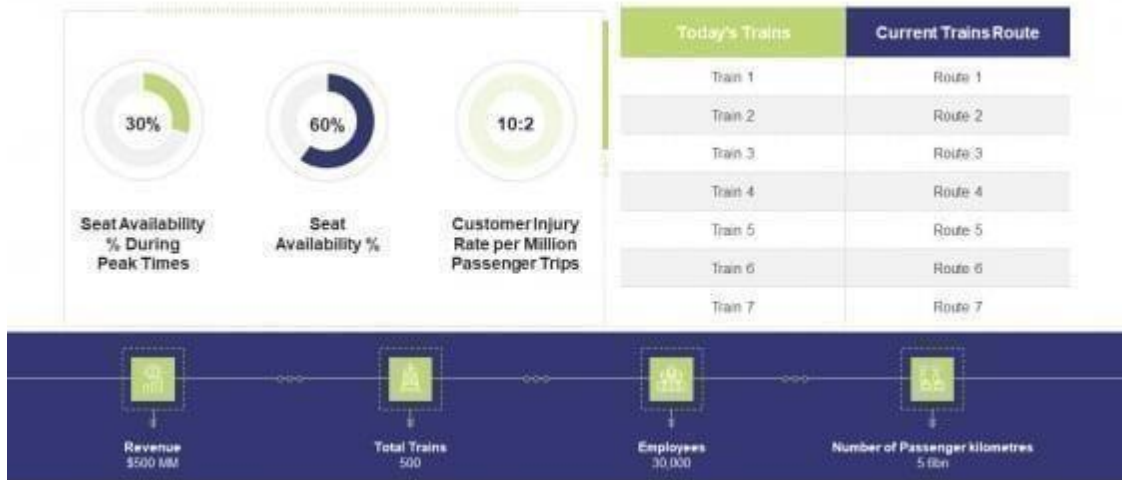 30%
60%
10:2
Seat Availability
% During
Peak Times
Seat
Availability %
Customer Injury
Rate per Million
Passenger Trips
Today's Trains Current Trains Route
Train 1 Route 1
Train 2 Route 2
Train 3 Route 3
Train 4 Route 4
Train 5 Route 5
Train 6 Route 6
Train 7 Route 7
Revenue
$500 MM
Total Trains
500
Employees
30,000
Number of Passenger kilometres
5.6bn